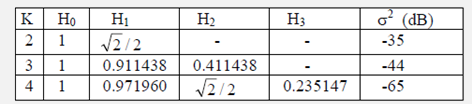 K H₀ H₁ H₂ H₃ σ² (dB)
2 1 √2 / 2 - - -35
3 1 0.911438 0.411438 - -44
4 1 0.971960 √2 / 2 0.235147 -65